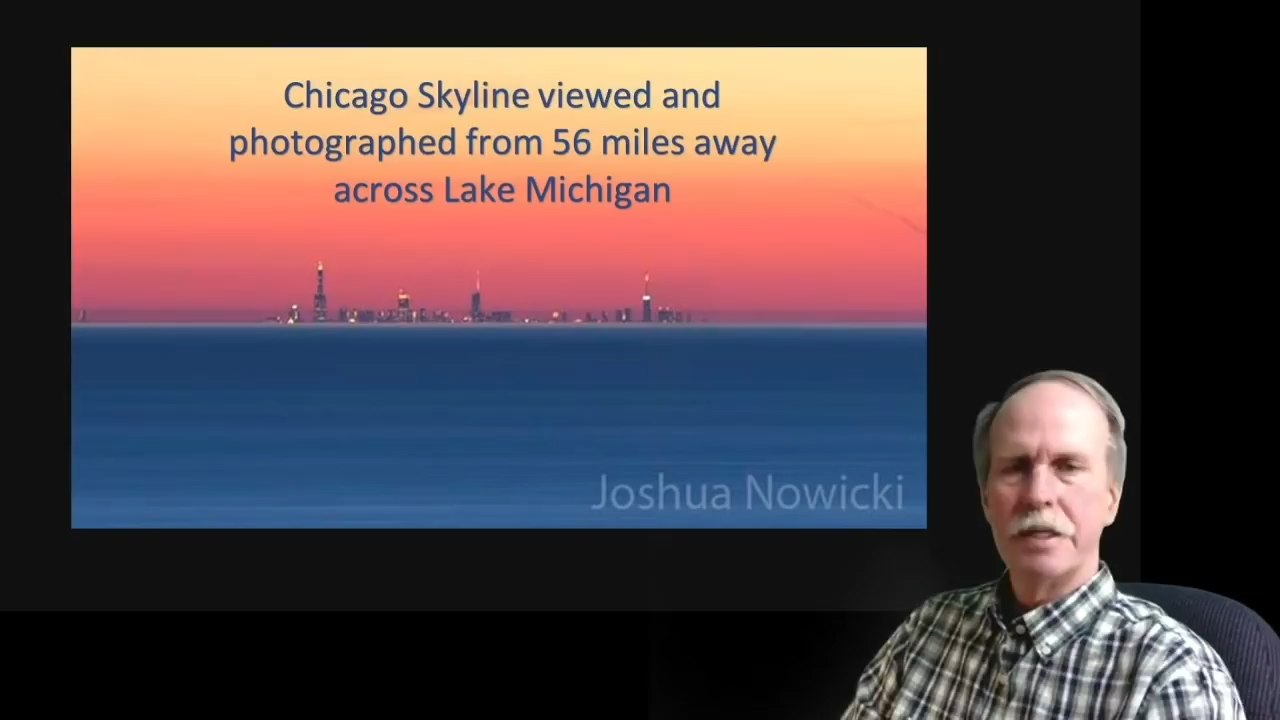 Chicago Skyline viewed and
photographed from 56 miles away
across Lake Michigan
Joshua Nowicki